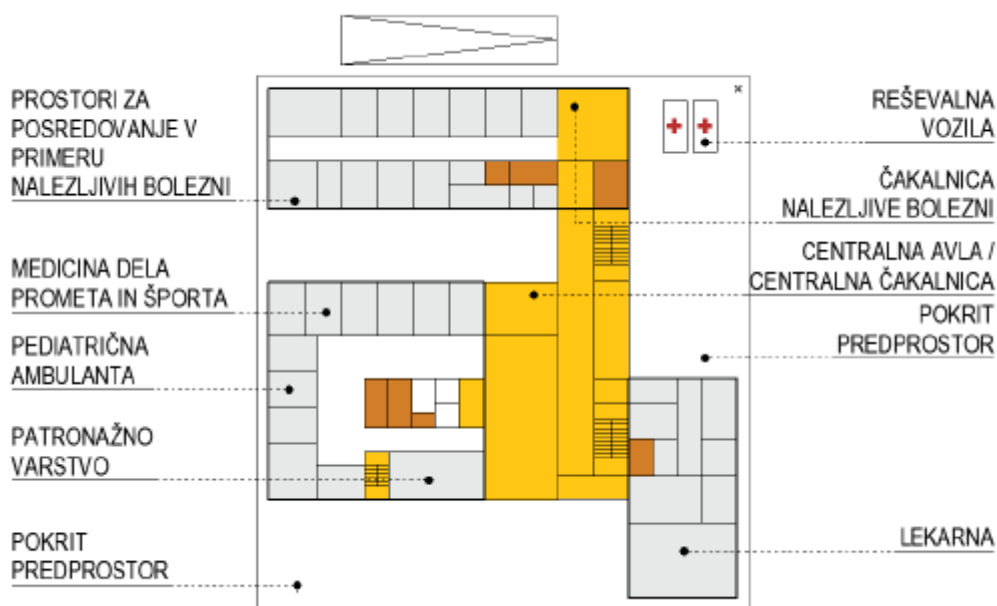 PROSTORI ZA
POSREDOVANJE V
PRIMERU
NALEZLJIVIH BOLEZNI
MEDICINA DELA
PROMETA IN ŠPORTA
PEDIATRIČNA
AMBULANTA
PATRONAŽNO
VARSTVO
POKRIT
PREDPROSTOR
REŠEVALNA
VOZILA
ČAKALNICA
NALEZLJIVE BOLEZNI
CENTRALNA AVLA /
CENTRALNA ČAKALNICA
POKRIT
PREDPROSTOR
LEKARNA